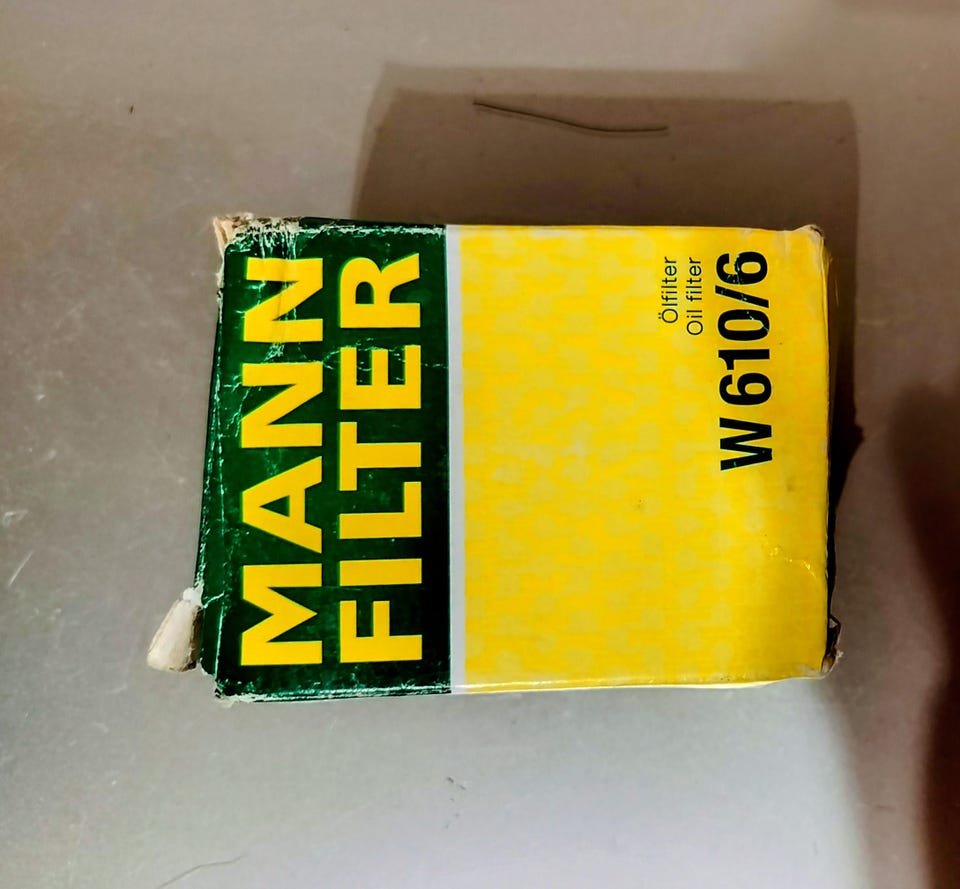 MANN
FILTER
Ölfilter
Oil filter
W 610/6